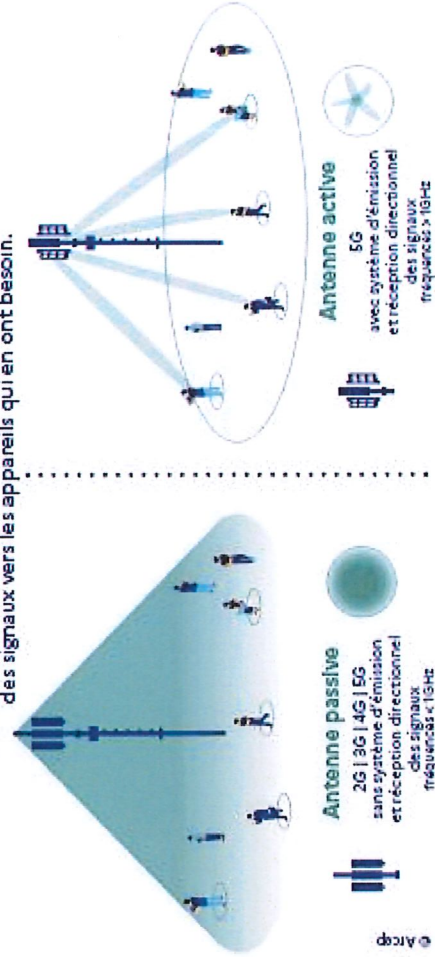 des signaux vers les appareils qui en ont besoin.
Antenne passive
2G | 3G | 4G | 5G
sans système d'émission
et réception directionnel
des signaux
fréquences < 1GHz
Antenne active
5G
avec système d'émission
et réception directionnel
des signaux
fréquences > 1GHz
© Arcep